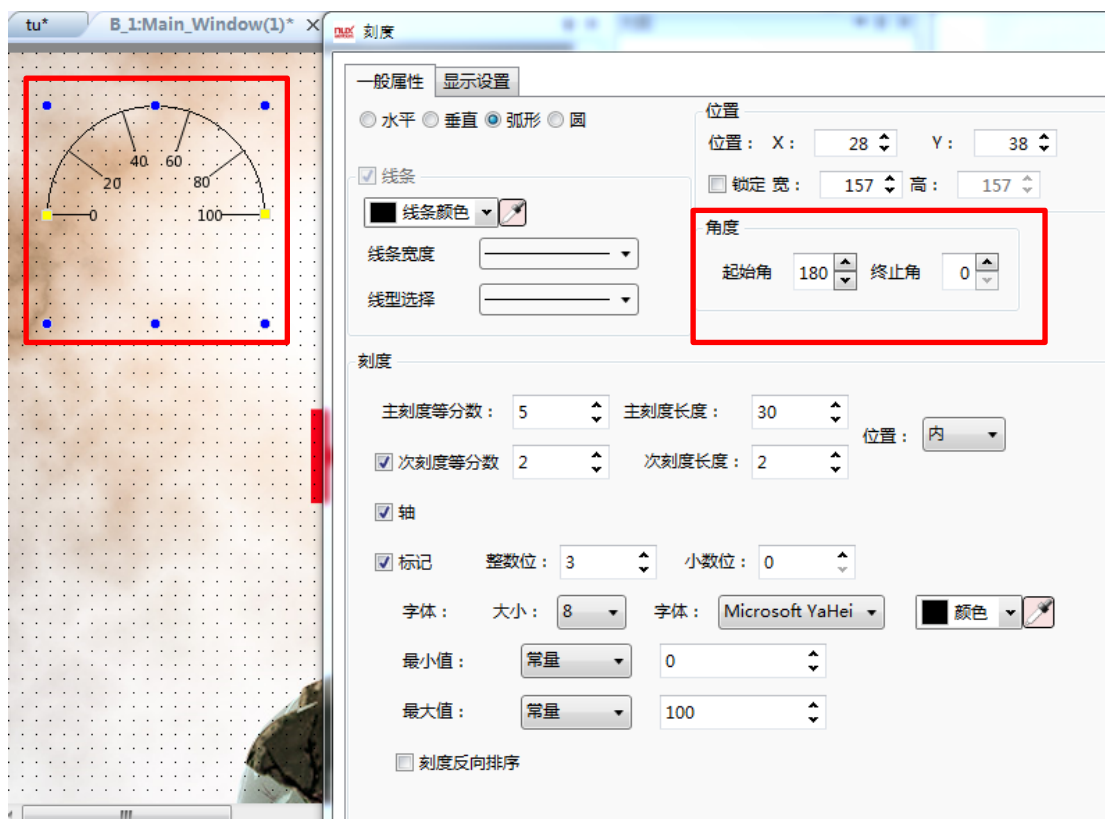 tu*
B_1:Main_Window(1)*
刻度
一般属性 显示设置
水平 垂直 弧形 圆
位置
位置： X： 28 Y： 38
锁定 宽： 157 高： 157
线条
线条颜色
线条宽度
线型选择
角度
起始角 180 终止角 0
0
20
40
60
80
100
刻度
主刻度等分数： 5 主刻度长度： 30
位置： 内
次刻度等分数 2 次刻度长度： 2
轴
标记 整数位： 3 小数位： 0
字体： 大小： 8 字体： Microsoft YaHei 颜色
最小值： 常量 0
最大值： 常量 100
刻度反向排序